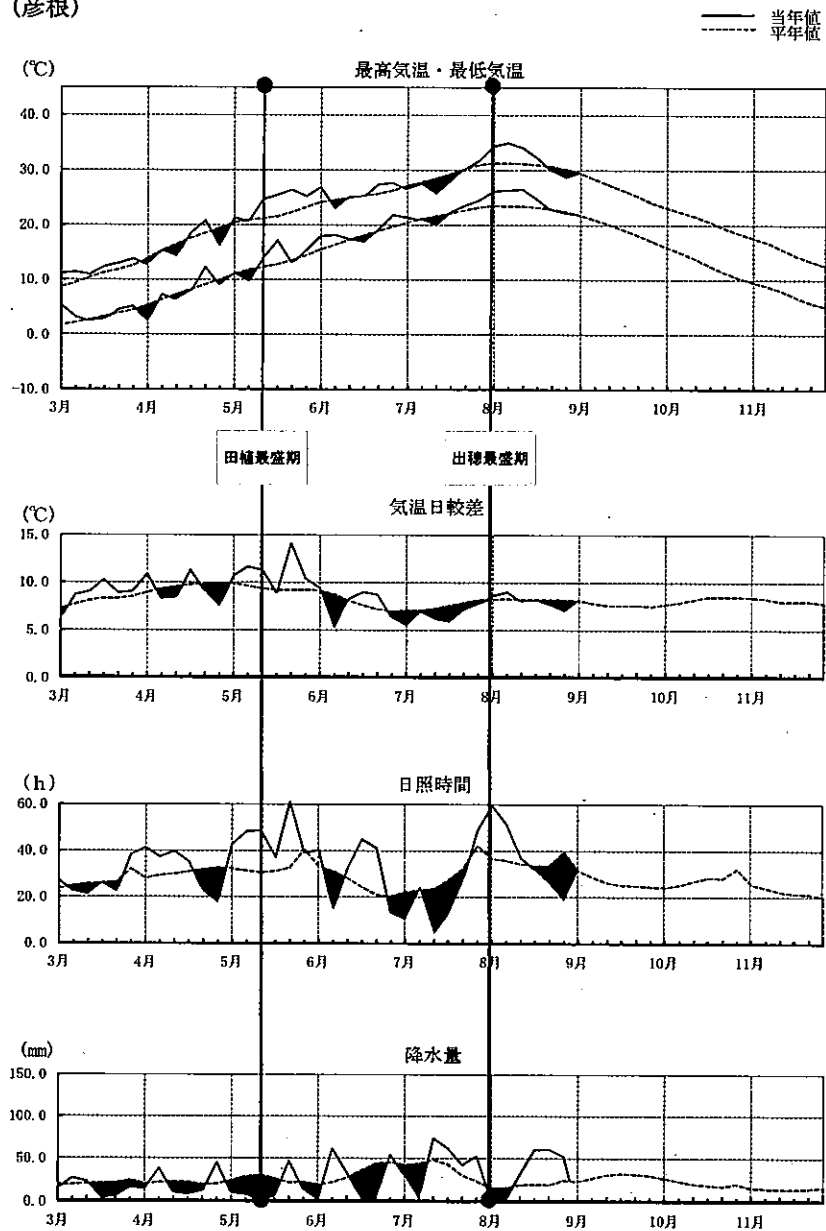 (彦根)
当年値
平年値
(℃)
最高気温・最低気温
40.0
30.0
20.0
10.0
0.0
-10.0
3月 4月 5月 6月 7月 8月 9月 10月 11月
田植最盛期 出穂最盛期
(℃)
気温日較差
15.0
10.0
5.0
0.0
3月 4月 5月 6月 7月 8月 9月 10月 11月
(h)
日照時間
60.0
40.0
20.0
0.0
3月 4月 5月 6月 7月 8月 9月 10月 11月
(mm)
降水量
150.0
100.0
50.0
0.0
3月 4月 5月 6月 7月 8月 9月 10月 11月